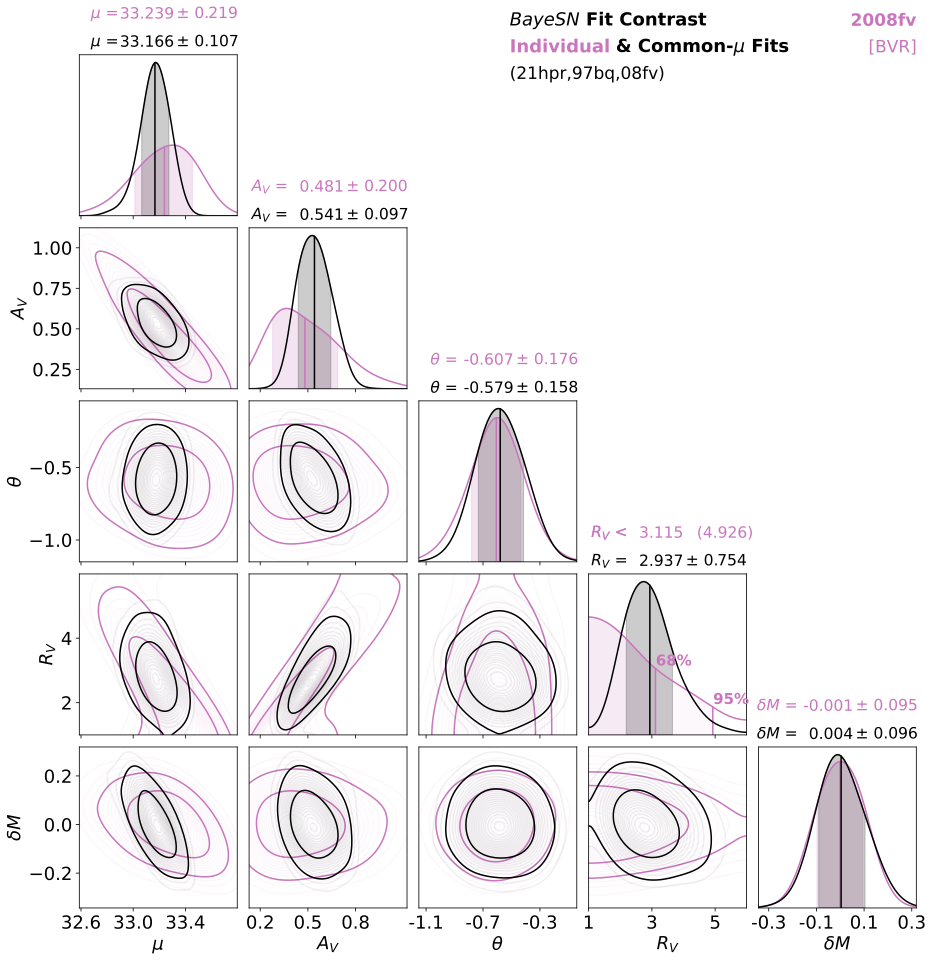 μ = 33.239 ± 0.219
μ = 33.166 ± 0.107
BayeSN Fit Contrast
2008fv
Individual & Common-μ Fits
[BVR]
(21hpr,97bq,08fv)
A_V = 0.481 ± 0.200
A_V = 0.541 ± 0.097
1.00
0.75
0.50
0.25
A_V
θ = -0.607 ± 0.176
θ = -0.579 ± 0.158
−0.5
−1.0
θ
R_V < 3.115 (4.926)
R_V = 2.937 ± 0.754
4
2
R_V
68%
95%
δM = -0.001 ± 0.095
δM = 0.004 ± 0.096
0.2
0.0
−0.2
δM
32.6 33.0 33.4
0.2 0.5 0.8
-1.1 -0.7 -0.3
1 3 5
-0.3 -0.1 0.1 0.3
μ
A_V
θ
R_V
δM